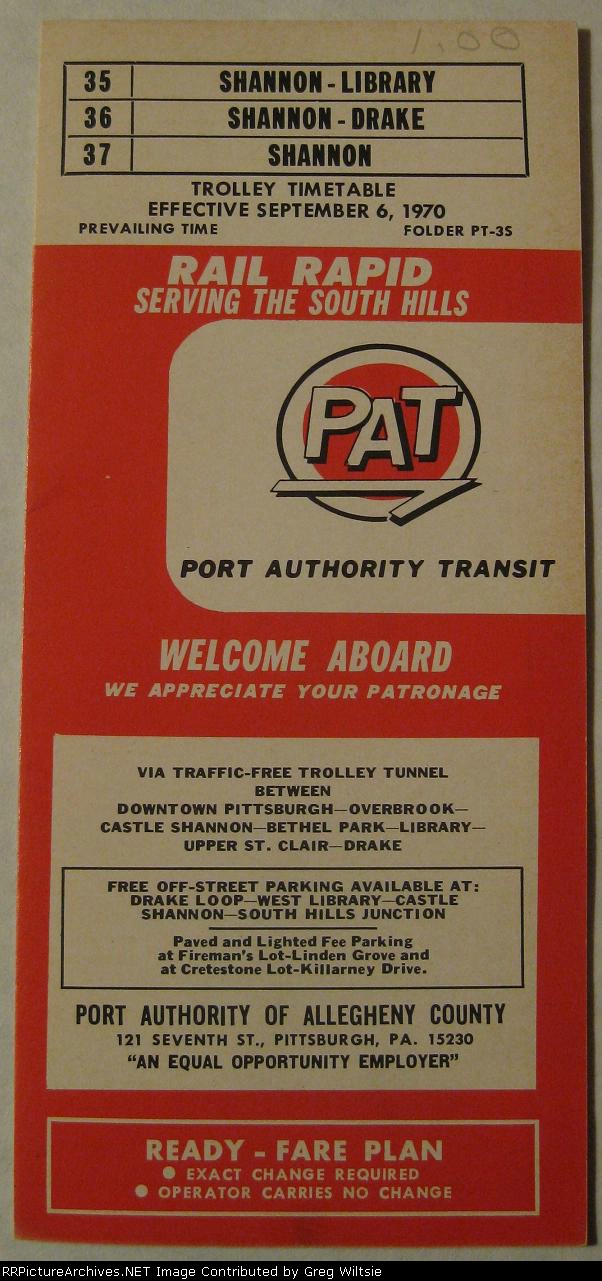 1.00
35 SHANNON - LIBRARY
36 SHANNON - DRAKE
37 SHANNON
TROLLEY TIMETABLE
EFFECTIVE SEPTEMBER 6, 1970
PREVAILING TIME FOLDER PT-3S
RAIL RAPID
SERVING THE SOUTH HILLS
PAT
PORT AUTHORITY TRANSIT
WELCOME ABOARD
WE APPRECIATE YOUR PATRONAGE
VIA TRAFFIC-FREE TROLLEY TUNNEL
BETWEEN
DOWNTOWN PITTSBURGH—OVERBROOK—
CASTLE SHANNON—BETHEL PARK—LIBRARY—
UPPER ST. CLAIR—DRAKE
FREE OFF-STREET PARKING AVAILABLE AT:
DRAKE LOOP—WEST LIBRARY—CASTLE
SHANNON—SOUTH HILLS JUNCTION
Paved and Lighted Fee Parking
at Fireman's Lot-Linden Grove and
at Cretestone Lot-Killarney Drive.
PORT AUTHORITY OF ALLEGHENY COUNTY
121 SEVENTH ST., PITTSBURGH, PA. 15230
"AN EQUAL OPPORTUNITY EMPLOYER"
READY - FARE PLAN
● EXACT CHANGE REQUIRED
● OPERATOR CARRIES NO CHANGE
RRPictureArchives.NET Image Contributed by Greg Wiltsie